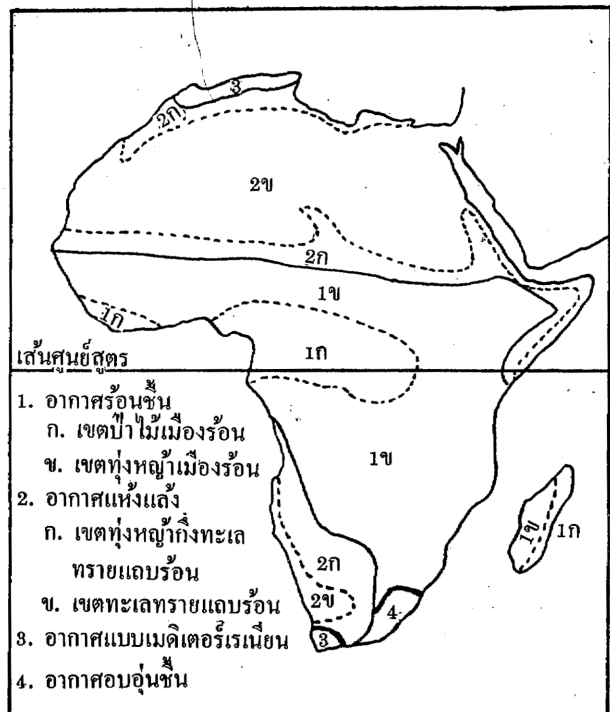 3
2ก
2ข
2ก
1ข
1ก
1ก
เส้นศูนย์สูตร
1. อากาศร้อนชื้น
ก. เขตป่าไม้เมืองร้อน
ข. เขตทุ่งหญ้าเมืองร้อน
2. อากาศแห้งแล้ง
ก. เขตทุ่งหญ้ากึ่งทะเล
ทรายแถบร้อน
ข. เขตทะเลทรายแถบร้อน
3. อากาศแบบเมดิเตอร์เรเนียน
4. อากาศอบอุ่นชื้น
1ข
1ข
1ก
2ก
2ข
4
3